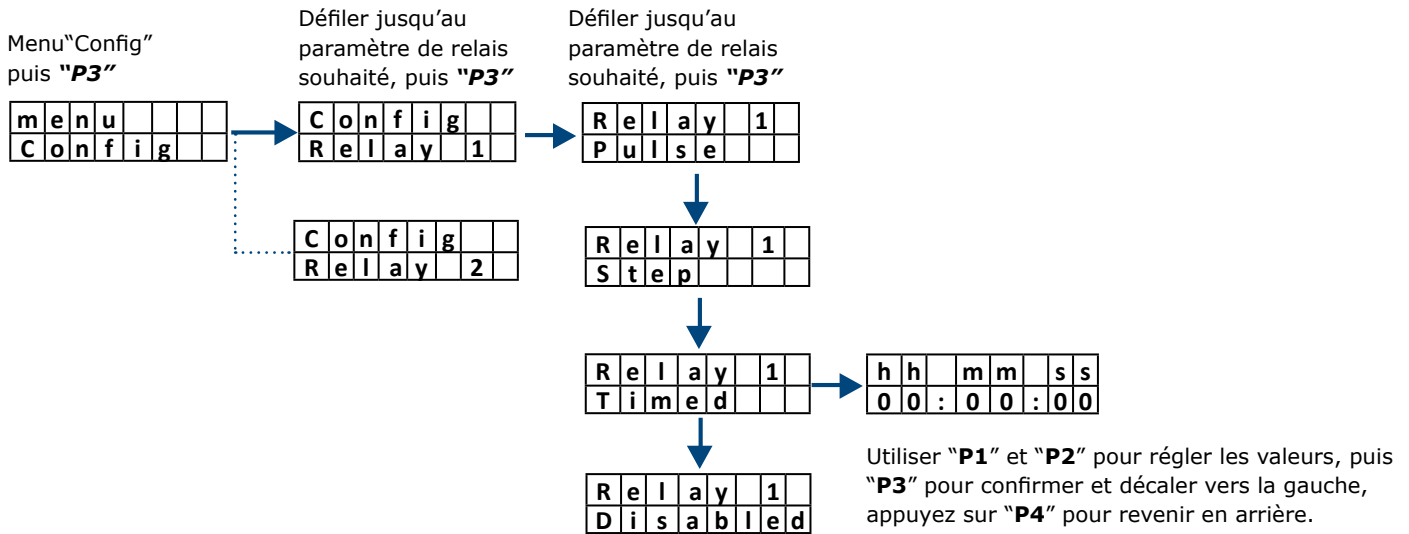 Menu“Config”
puis “P3”
Défiler jusqu'au
paramètre de relais
souhaité, puis “P3”
Défiler jusqu'au
paramètre de relais
souhaité, puis “P3”
menu
Config
Config
Relay 1
Relay 1
Pulse
Config
Relay 2
Relay 1
Step
Relay 1
Timed
hh mm ss
00:00:00
Relay 1
Disabled
Utiliser “P1” et “P2” pour régler les valeurs, puis
“P3” pour confirmer et décaler vers la gauche,
appuyez sur “P4” pour revenir en arrière.